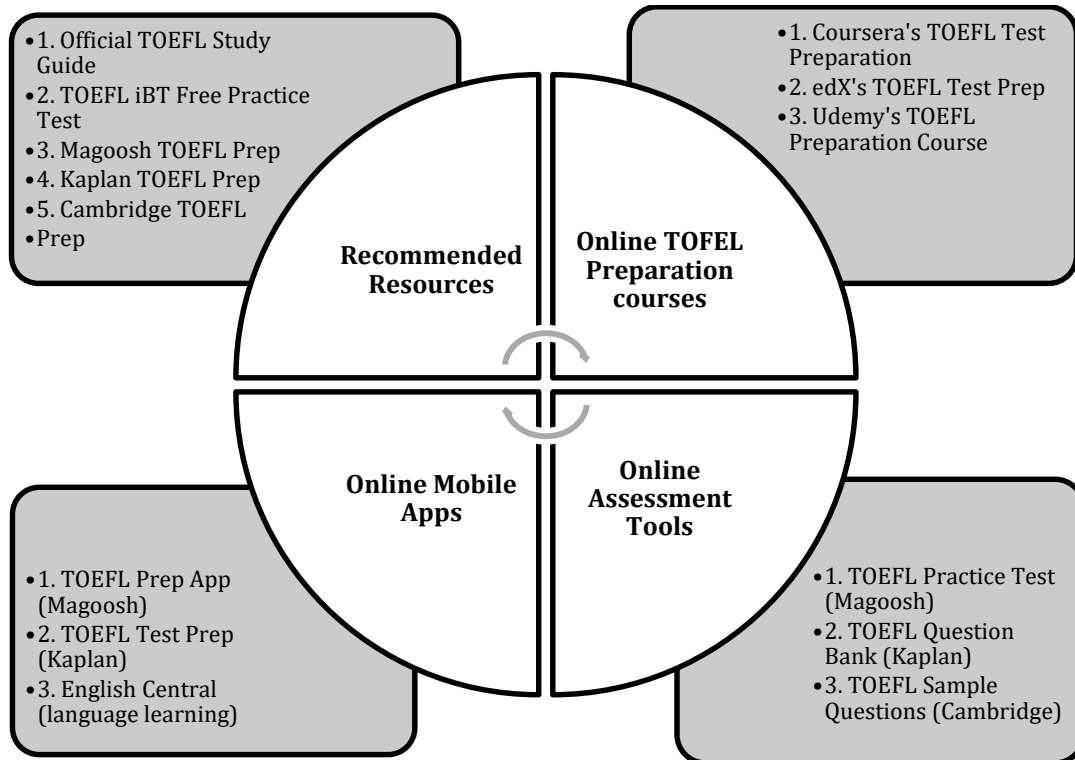 •1. Official TOEFL Study
Guide
•2. TOEFL iBT Free Practice
Test
•3. Magoosh TOEFL Prep
•4. Kaplan TOEFL Prep
•5. Cambridge TOEFL
•Prep
Recommended
Resources
•1. Coursera's TOEFL Test
Preparation
•2. edX's TOEFL Test Prep
•3. Udemy's TOEFL
Preparation Course
Online TOFEL
Preparation
courses
Online Mobile
Apps
•1. TOEFL Prep App
(Magoosh)
•2. TOEFL Test Prep
(Kaplan)
•3. English Central
(language learning)
Online
Assessment
Tools
•1. TOEFL Practice Test
(Magoosh)
•2. TOEFL Question
Bank (Kaplan)
•3. TOEFL Sample
Questions (Cambridge)